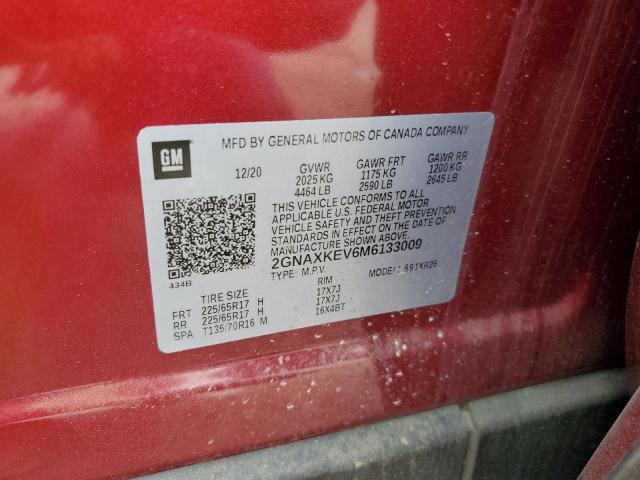 GM
MFD BY GENERAL MOTORS OF CANADA COMPANY
12/20 GVWR GAWR FRT GAWR RR
2025 KG 1175 KG 1200 KG
4464 LB 2590 LB 2645 LB
THIS VEHICLE CONFORMS TO ALL
APPLICABLE U.S. FEDERAL MOTOR
VEHICLE SAFETY AND THEFT PREVENTION
STANDARDS IN EFFECT ON THE DATE OF
MANUFACTURE SHOWN ABOVE.
2GNAXKEV6M6133009
434B TYPE: M.P.V. MODEL: 691XR26
TIRE SIZE RIM
FRT 225/65R17 H 17X7J
RR 225/65R17 H 17X7J
SPA T135/70R16 M 16X4BT